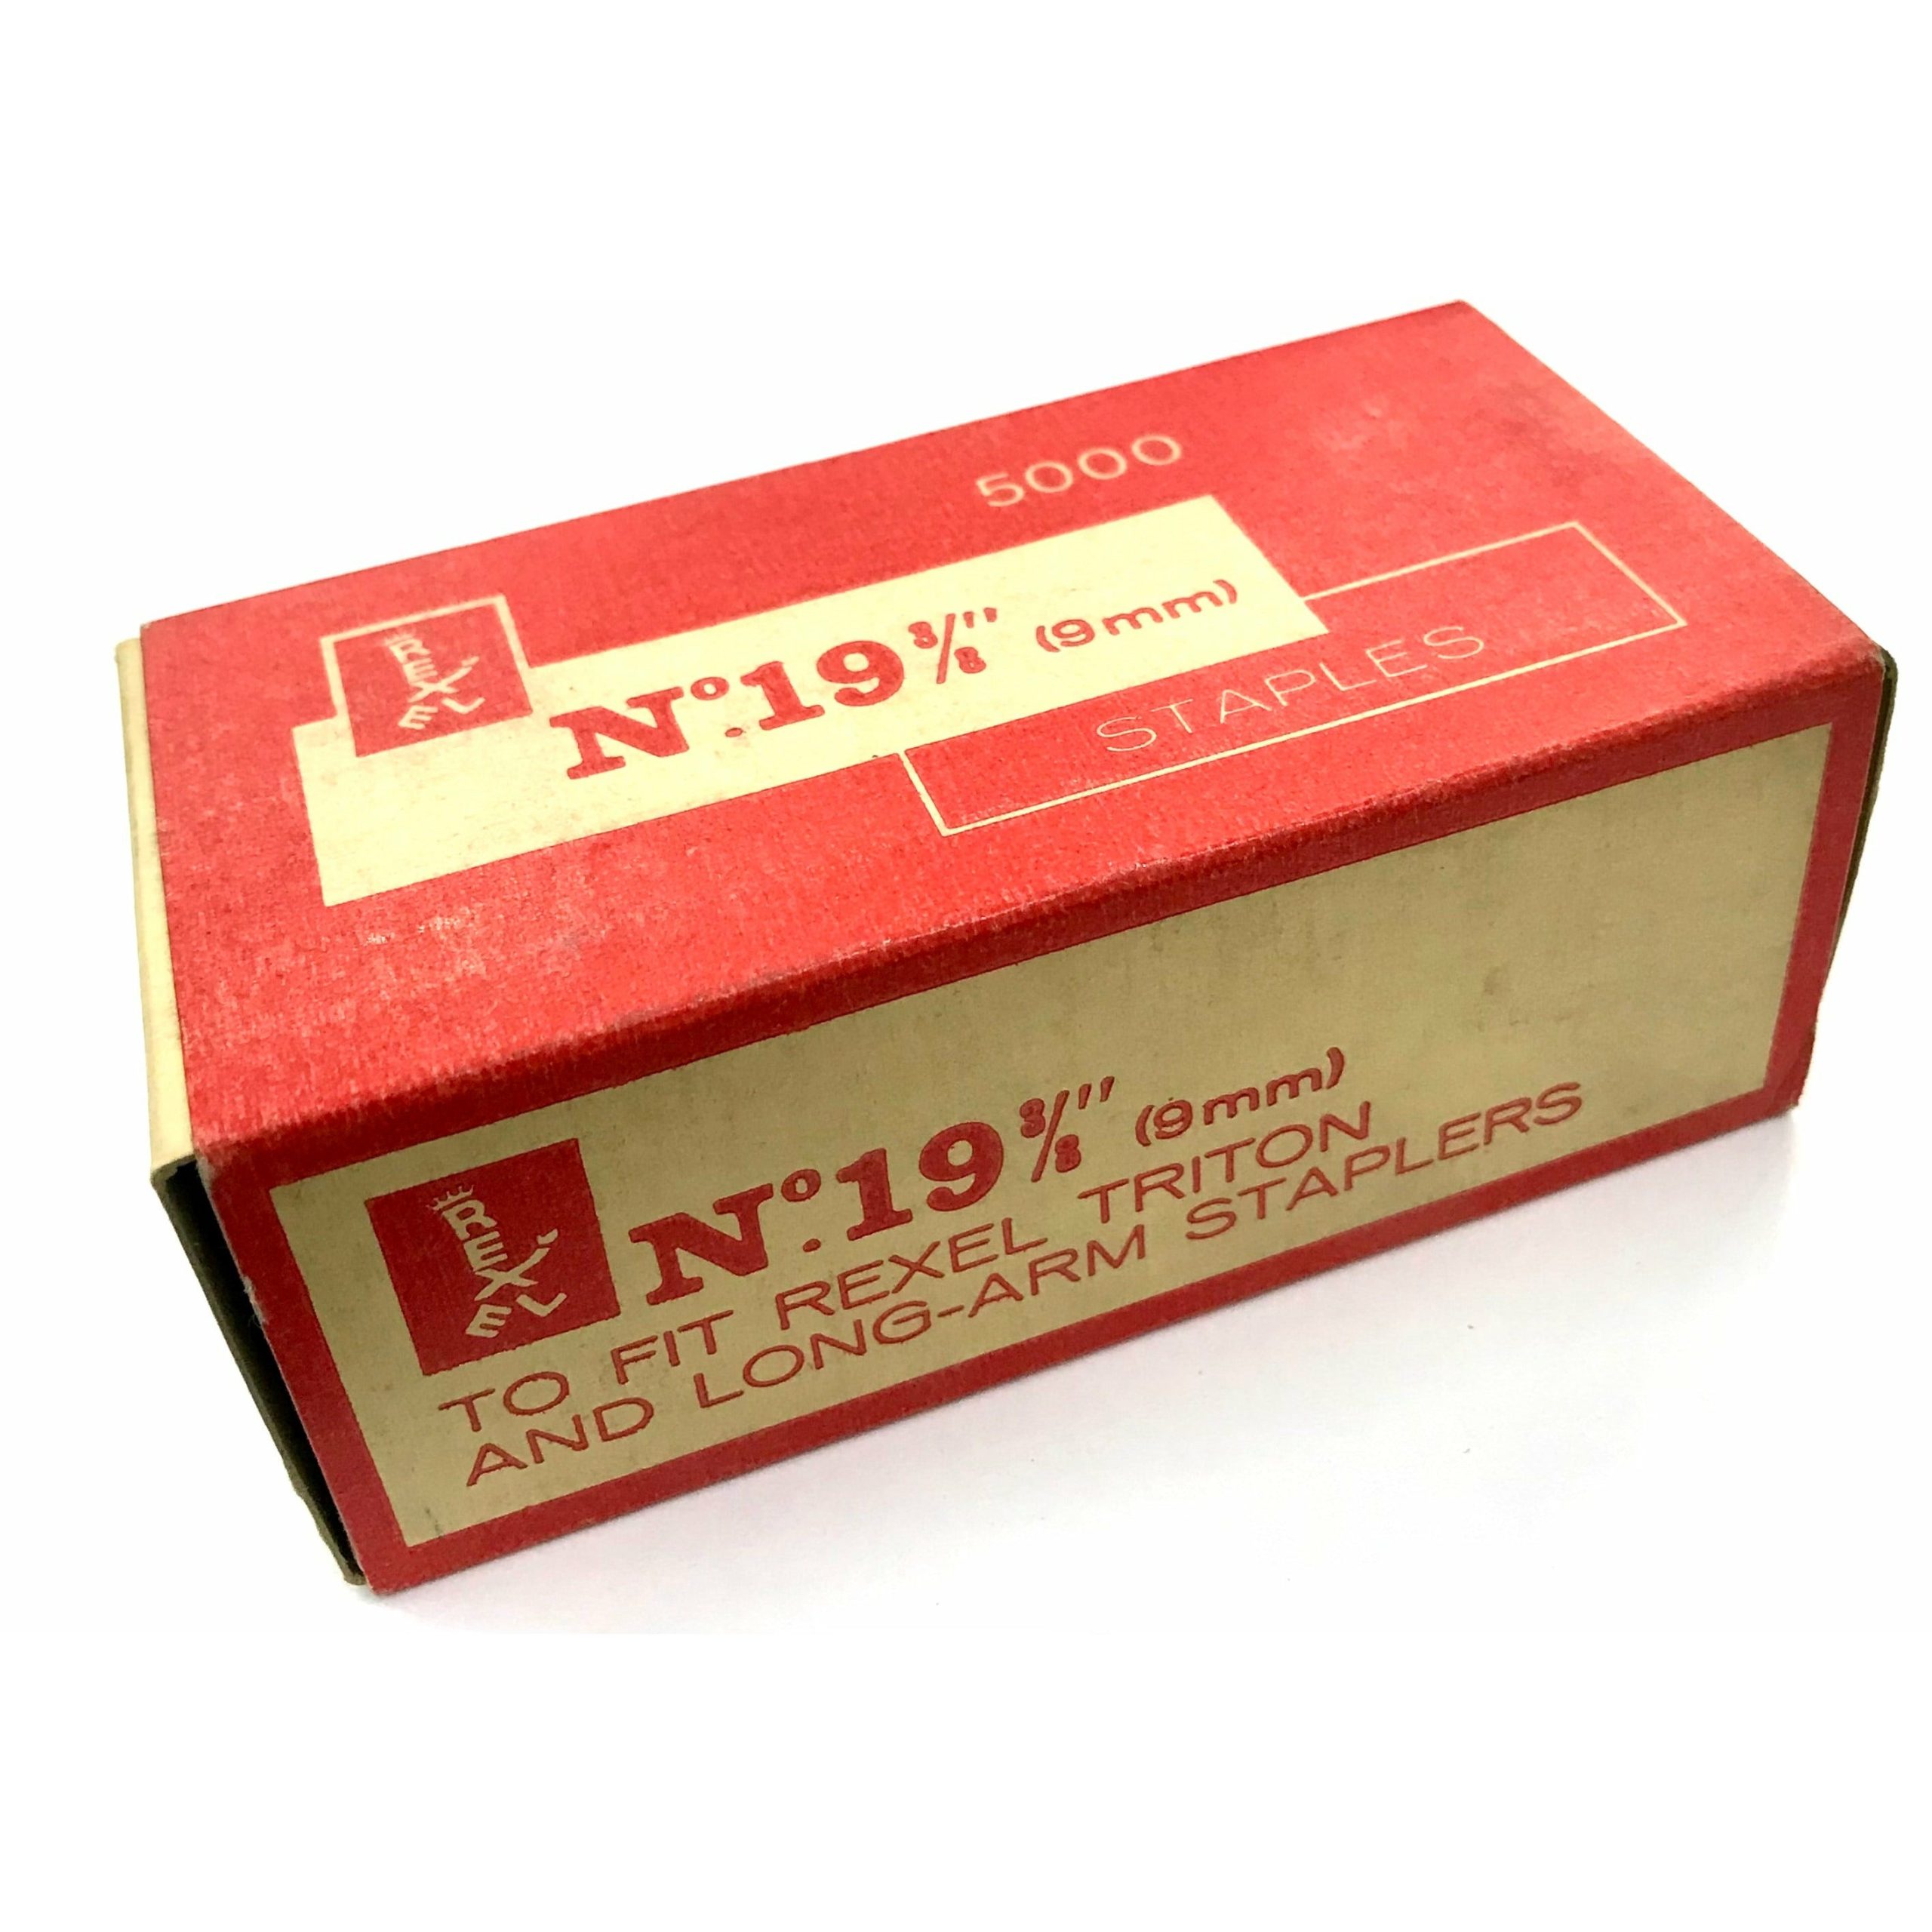 5000
REXEL
Nº.19 3/8" (9mm)
STAPLES
REXEL
Nº.19 3/8" (9mm)
TO FIT REXEL TRITON
AND LONG-ARM STAPLERS